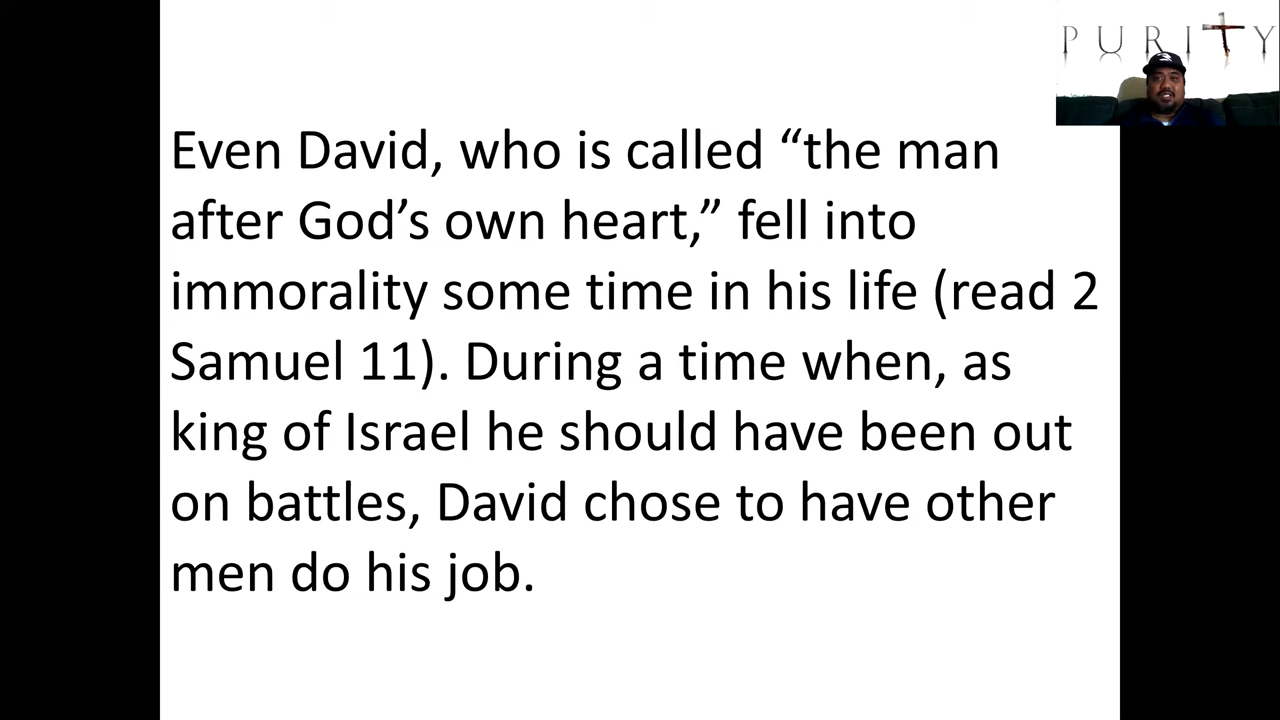 PURITY
Even David, who is called “the man
after God’s own heart,” fell into
immorality some time in his life (read 2
Samuel 11). During a time when, as
king of Israel he should have been out
on battles, David chose to have other
men do his job.